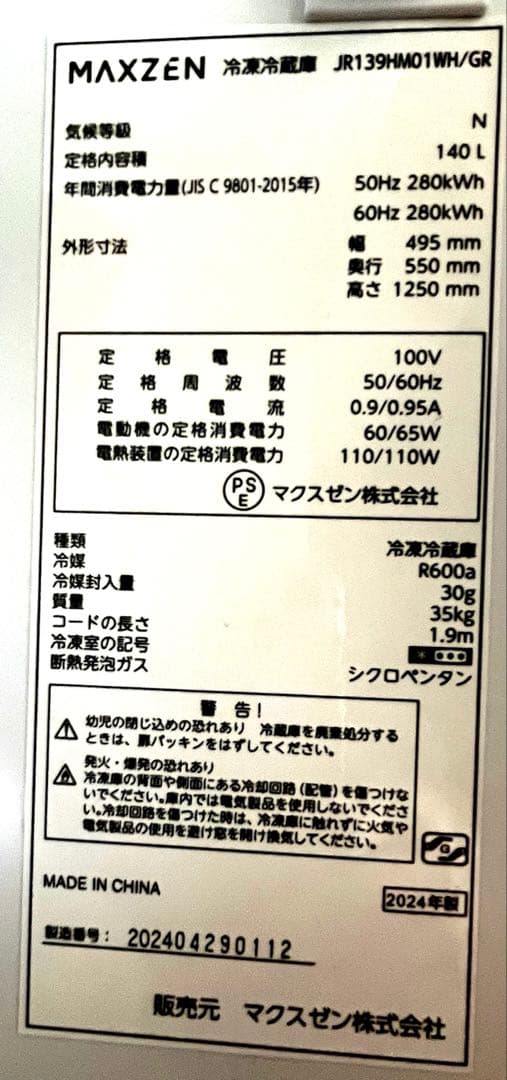 MAXZEN 冷凍冷蔵庫 JR139HM01WH/GR
気候等級 N
定格内容積 140 L
年間消費電力量(JIS C 9801-2015年) 50Hz 280kWh
60Hz 280kWh
外形寸法 幅 495 mm
奥行 550 mm
高さ 1250 mm
定格電圧 100V
定格周波数 50/60Hz
定格電流 0.9/0.95A
電動機の定格消費電力 60/65W
電熱装置の定格消費電力 110/110W
PSE マクスゼン株式会社
種類 冷凍冷蔵庫
冷媒 R600a
冷媒封入量 30g
質量 35kg
コードの長さ 1.9m
冷凍室の記号
断熱発泡ガス シクロペンタン
警告!
幼児の閉じ込めの恐れあり 冷蔵庫を廃棄処分する
ときは、扉パッキンをはずしてください。
発火・爆発の恐れあり
冷凍庫の背面や側面にある冷却回路(配管)を傷つけな
いでください。庫内では電気製品を使用しないでくださ
い。冷却回路を傷つけた時は、冷凍庫に触れずに火気や
電気製品の使用を避け窓を開け換気してください。
G
MADE IN CHINA
2024年製
製造番号: 202404290112
販売元 マクスゼン株式会社